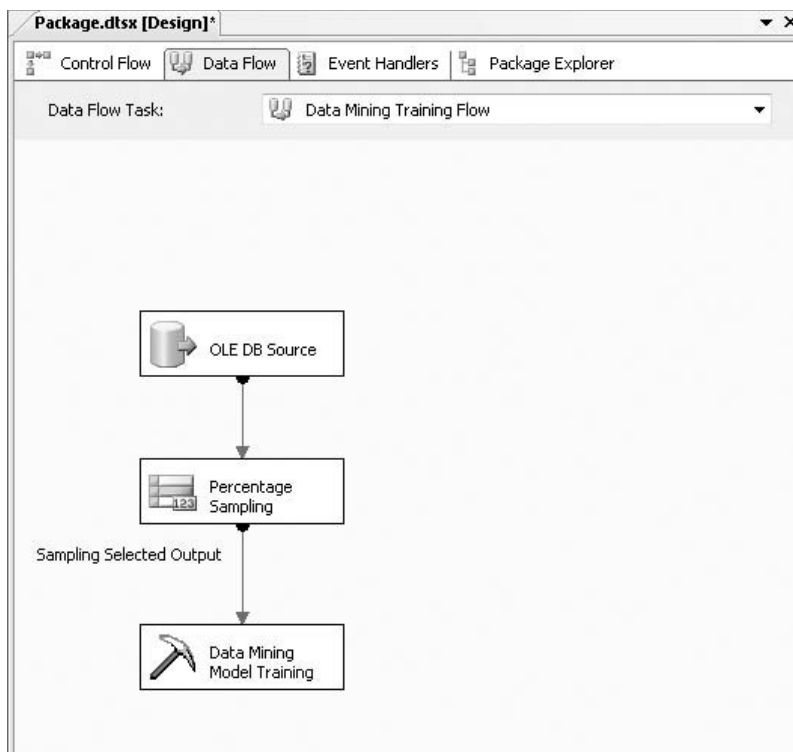 Package.dtsx [Design]*
Control Flow
Data Flow
Event Handlers
Package Explorer
Data Flow Task:
Data Mining Training Flow
OLE DB Source
123
Percentage
Sampling
Sampling Selected Output
Data Mining
Model Training